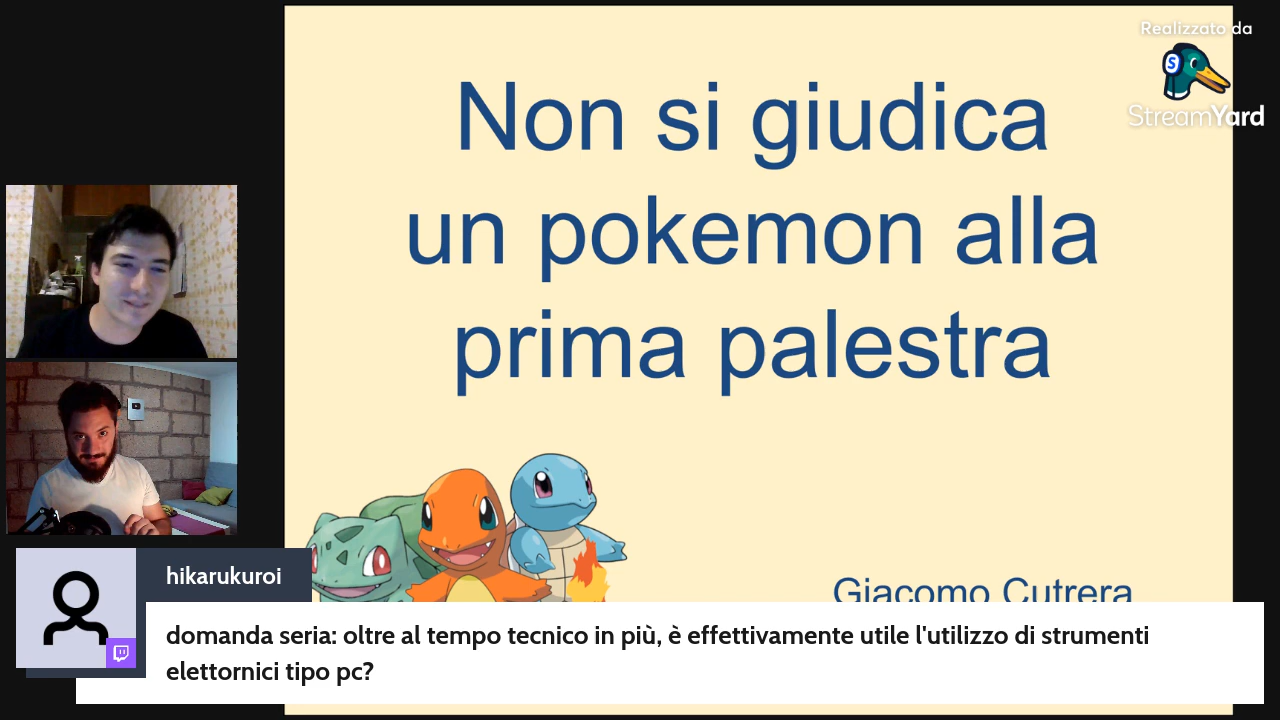 Realizzato da
StreamYard
Non si giudica
un pokemon alla
prima palestra
Giacomo Cutrera
hikarukuroi
domanda seria: oltre al tempo tecnico in più, è effettivamente utile l'utilizzo di strumenti
elettornici tipo pc?